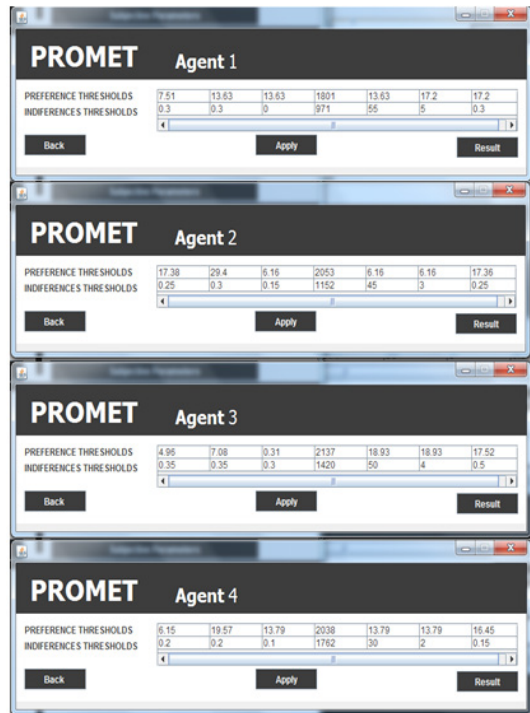 PROMET Agent 1
PREFERENCE THRESHOLDS 7.51 13.63 13.63 1801 13.63 17.2 17.2
INDIFERENCES THRESHOLDS 0.3 0.3 0 971 55 5 0.3
Back Apply Result
PROMET Agent 2
PREFERENCE THRESHOLDS 17.38 29.4 6.16 2053 6.16 6.16 17.36
INDIFERENCES THRESHOLDS 0.25 0.3 0.15 1152 45 3 0.25
Back Apply Result
PROMET Agent 3
PREFERENCE THRESHOLDS 4.96 7.08 0.31 2137 18.93 18.93 17.52
INDIFERENCES THRESHOLDS 0.35 0.35 0.3 1420 50 4 0.5
Back Apply Result
PROMET Agent 4
PREFERENCE THRESHOLDS 6.15 19.57 13.79 2038 13.79 13.79 16.45
INDIFERENCES THRESHOLDS 0.2 0.2 0.1 1762 30 2 0.15
Back Apply Result